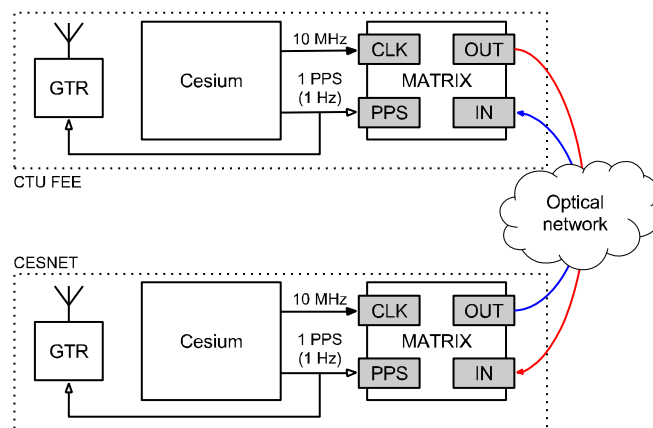 10 MHz
CLK
OUT
Cesium
MATRIX
GTR
1 PPS
(1 Hz)
PPS
IN
CTU FEE
Optical
network
CESNET
10 MHz
CLK
OUT
Cesium
MATRIX
GTR
1 PPS
(1 Hz)
PPS
IN